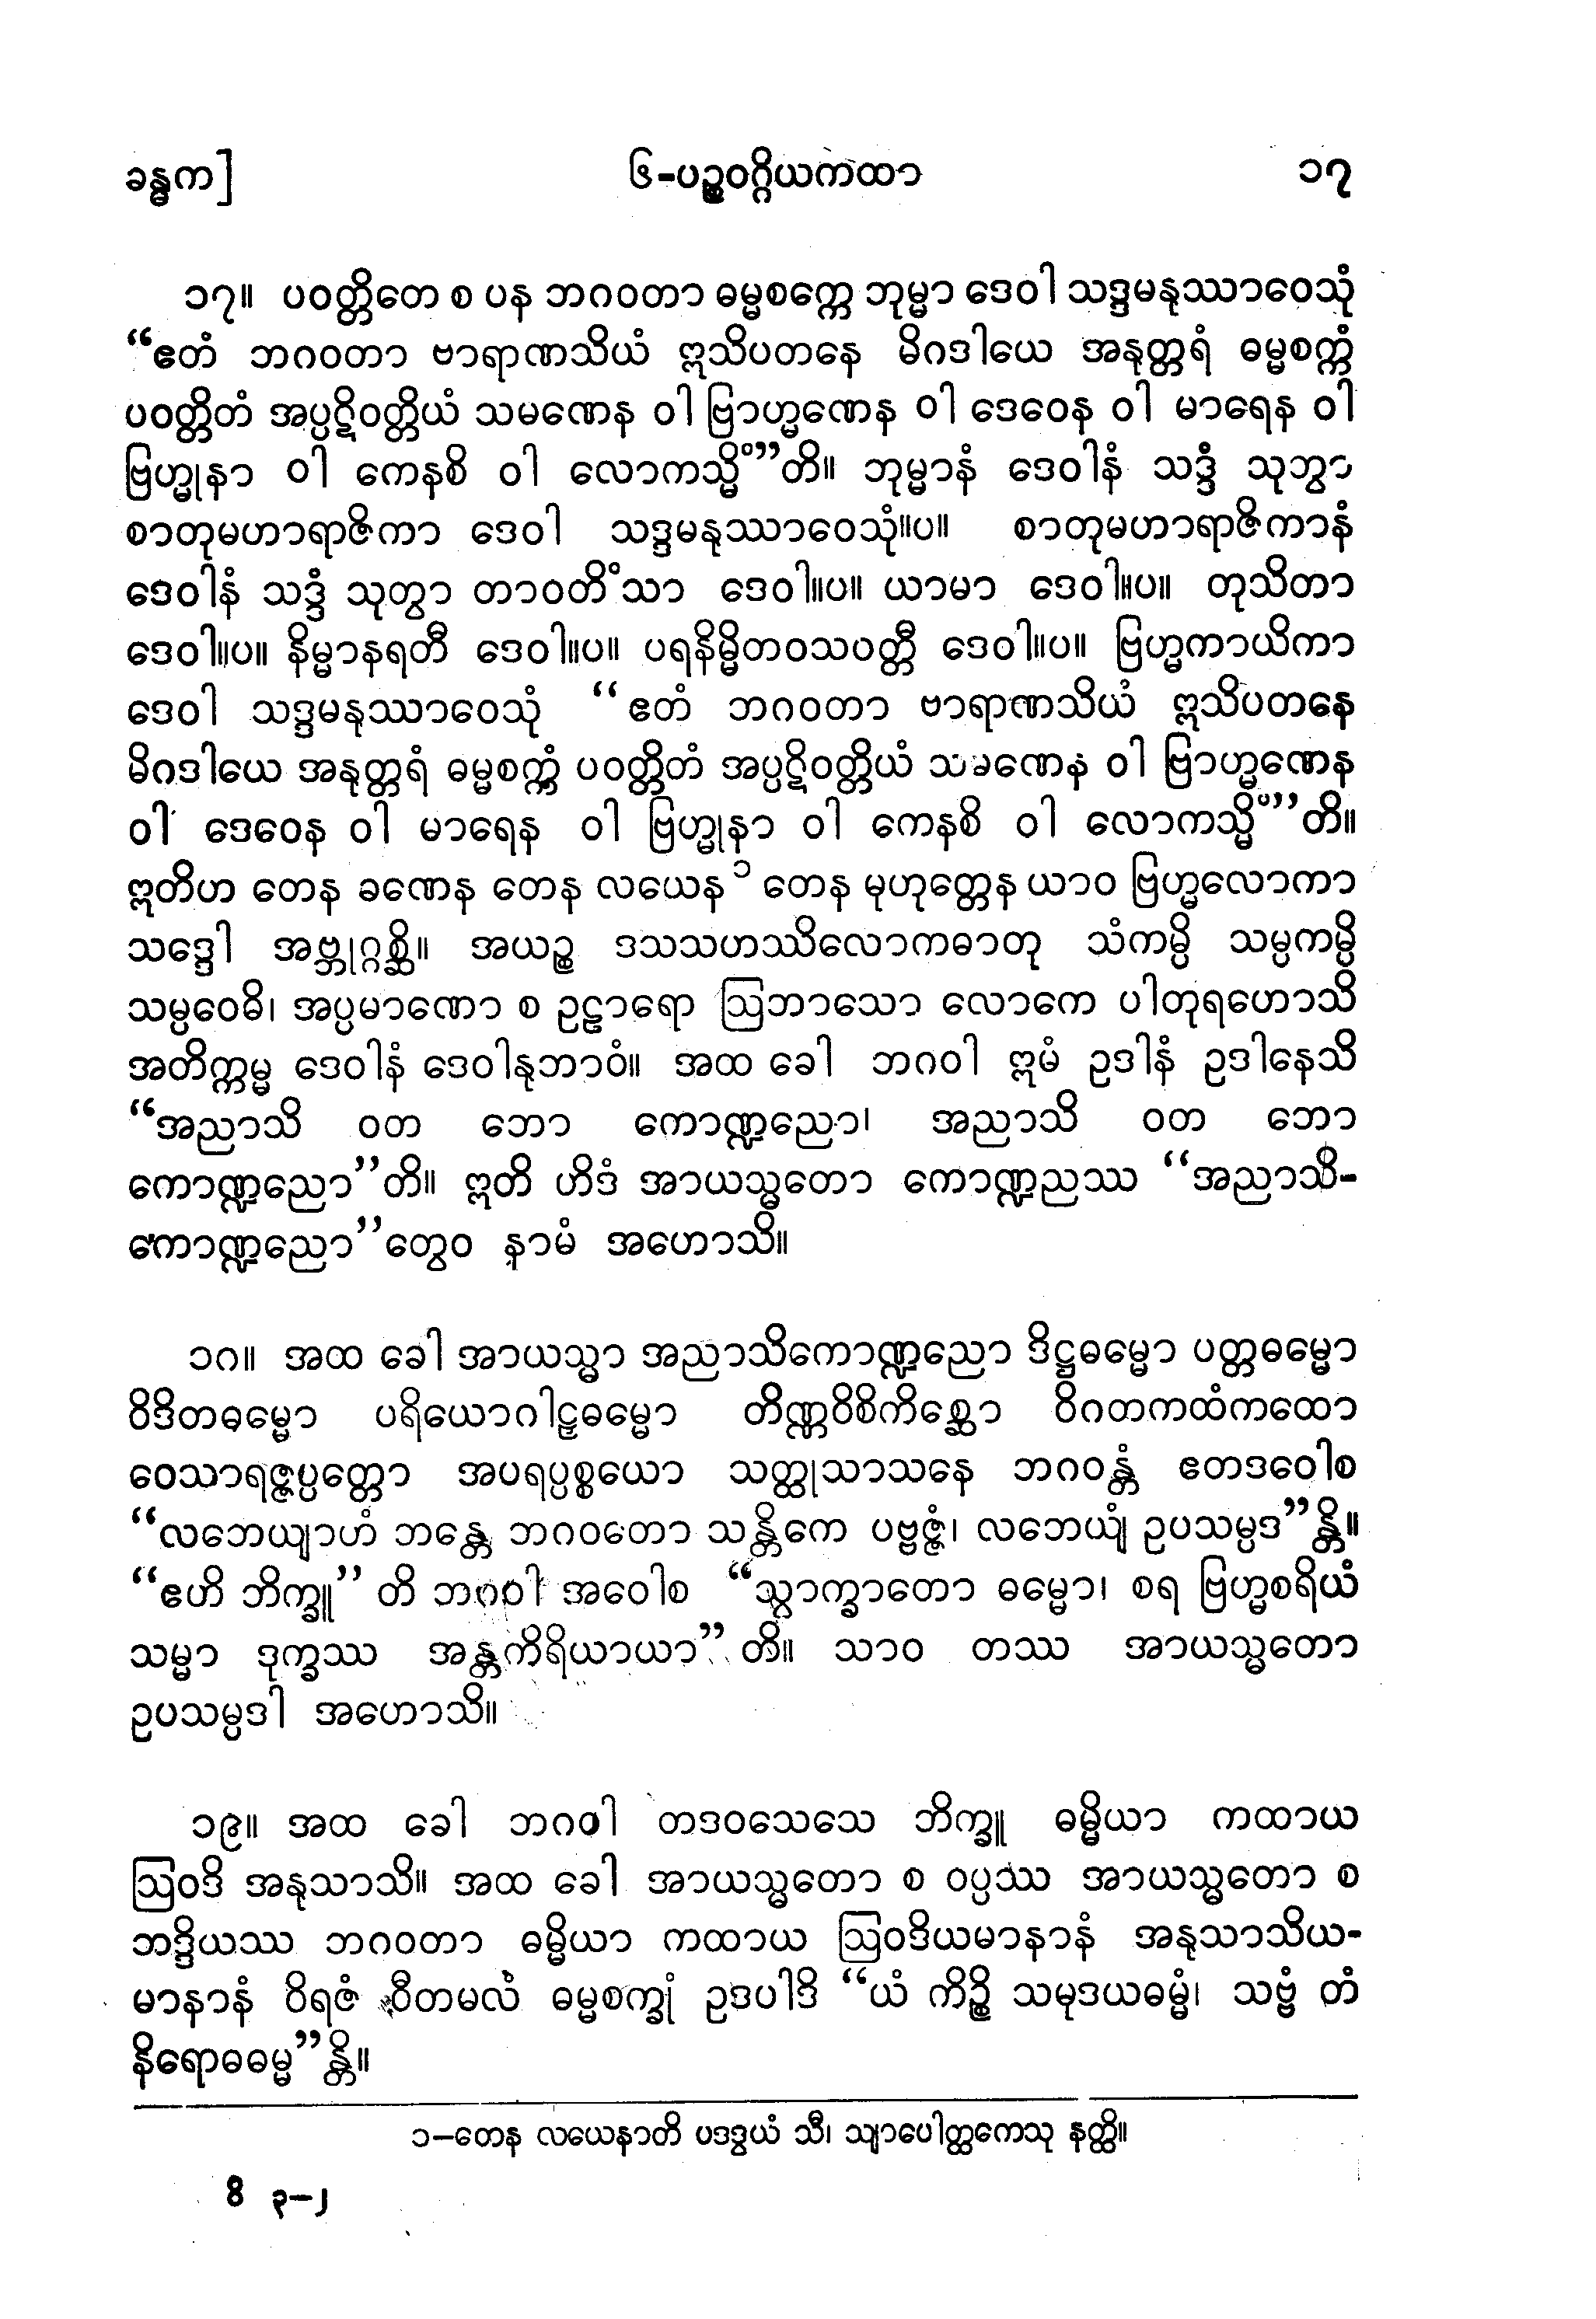 ခန္ဓက]
၆-ပဉ္စဝဂ္ဂိယကထာ
၁၇
၁၇။ ပဝတ္တိတေ စ ပန ဘဂဝတာ ဓမ္မစက္ကေ ဘုမ္မာ ဒေဝါ သဒ္ဒမနုဿာဝေသုံ
“ဧတံ ဘဂဝတာ ဗာရာဏသိယံ ဣသိပတနေ မိဂဒါယေ အနုတ္တရံ ဓမ္မစက္ကံ
ပဝတ္တိတံ အပ္ပဋိဝတ္တိယံ သမဏေန ဝါ ဗြာဟ္မဏေန ဝါ ဒေဝေန ဝါ မာရေန ဝါ
ဗြဟ္မုနာ ဝါ ကေနစိ ဝါ လောကသ္မိံ”တိ။ ဘုမ္မာနံ ဒေဝါနံ သဒ္ဒံ သုတွာ
စာတုမဟာရာဇိကာ ဒေဝါ သဒ္ဒမနုဿာဝေသုံ။ပ။ စာတုမဟာရာဇိကာနံ
ဒေဝါနံ သဒ္ဒံ သုတွာ တာဝတိံသာ ဒေဝါ။ပ။ ယာမာ ဒေဝါ။ပ။ တုသိတာ
ဒေဝါ။ပ။ နိမ္မာနရတီ ဒေဝါ။ပ။ ပရနိမ္မိတဝသဝတ္တီ ဒေဝါ။ပ။ ဗြဟ္မကာယိကာ
ဒေဝါ သဒ္ဒမနုဿာဝေသုံ “ဧတံ ဘဂဝတာ ဗာရာဏသိယံ ဣသိပတနေ
မိဂဒါယေ အနုတ္တရံ ဓမ္မစက္ကံ ပဝတ္တိတံ အပ္ပဋိဝတ္တိယံ သမဏေန ဝါ ဗြာဟ္မဏေန
ဝါ ဒေဝေန ဝါ မာရေန ဝါ ဗြဟ္မုနာ ဝါ ကေနစိ ဝါ လောကသ္မိံ”တိ။
ဣတိဟ တေန ခဏေန တေန လယေန ၁ တေန မုဟုတ္တေန ယာဝ ဗြဟ္မလောကာ
သဒ္ဒေါ အဗ္ဘုဂ္ဂစ္ဆိ။ အယဉ္စ ဒသသဟဿိလောကဓာတု သံကမ္ပိ သမ္ပကမ္ပိ
သမ္ပဝေဓိ၊ အပ္ပမာဏော စ ဥဠာရော ဩဘာသော လောကေ ပါတုရဟောသိ
အတိက္ကမ္မ ဒေဝါနံ ဒေဝါနုဘာဝံ။ အထ ခေါ ဘဂဝါ ဣမံ ဥဒါနံ ဥဒါနေသိ
“အညာသိ ဝတ ဘော ကောဏ္ဍညော၊ အညာသိ ဝတ ဘော
ကောဏ္ဍညော”တိ။ ဣတိ ဟိဒံ အာယသ္မတော ကောဏ္ဍညဿ “အညာသိ-
ကောဏ္ဍညော”တွေဝ နာမံ အဟောသိ။
၁၈။ အထ ခေါ အာယသ္မာ အညာသိကောဏ္ဍညော ဒိဋ္ဌဓမ္မော ပတ္တဓမ္မော
ဝိဒိတဓမ္မော ပရိယောဂါဠှဓမ္မော တိဏ္ဏဝိစိကိစ္ဆော ဝိဂတကထံကထော
ဝေသာရဇ္ဇပ္ပတ္တော အပရပ္ပစ္စယော သတ္ထုသာသနေ ဘဂဝန္တံ ဧတဒဝေါစ
“လဘေယျာဟံ ဘန္တေ ဘဂဝတော သန္တိကေ ပဗ္ဗဇ္ဇံ၊ လဘေယျံ ဥပသမ္ပဒ”န္တိ။
“ဧဟိ ဘိက္ခူ” တိ ဘဂဝါ အဝေါစ “သွာက္ခာတော ဓမ္မော၊ စရ ဗြဟ္မစရိယံ
သမ္မာ ဒုက္ခဿ အန္တကိရိယာယာ” တိ။ သာဝ တဿ အာယသ္မတော
ဥပသမ္ပဒါ အဟောသိ။
၁၉။ အထ ခေါ ဘဂဝါ တဒဝသေသေ ဘိက္ခူ ဓမ္မိယာ ကထာယ
ဩဝဒိ အနုသာသိ။ အထ ခေါ အာယသ္မတော စ ဝပ္ပဿ အာယသ္မတော စ
ဘဒ္ဒိယဿ ဘဂဝတာ ဓမ္မိယာ ကထာယ ဩဝဒိယမာနာနံ အနုသာသိယ-
မာနာနံ ဝိရဇံ ဝီတမလံ ဓမ္မစက္ခုံ ဥဒပါဒိ “ယံ ကိဉ္စိ သမုဒယဓမ္မံ၊ သဗ္ဗံ တံ
နိရောဓဓမ္မ”န္တိ။
၁-တေန လယေနာတိ ပဒဒွယံ သီ၊ သျာပေါတ္ထကေသု နတ္ထိ။
ဝိ ၃-၂